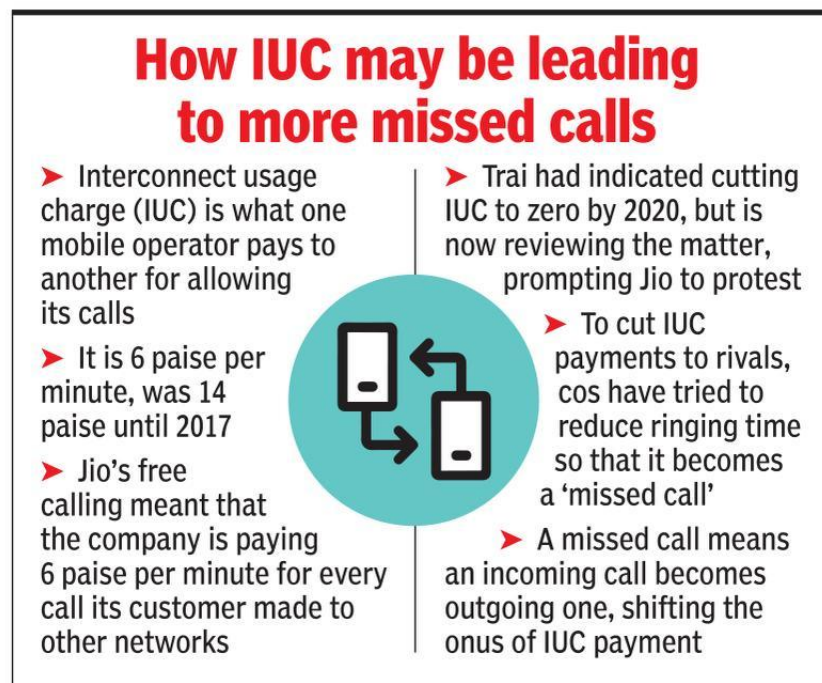 How IUC may be leading
to more missed calls
➤ Interconnect usage
charge (IUC) is what one
mobile operator pays to
another for allowing
its calls
➤ It is 6 paise per
minute, was 14
paise until 2017
➤ Jio's free
calling meant that
the company is paying
6 paise per minute for every
call its customer made to
other networks
➤ Trai had indicated cutting
IUC to zero by 2020, but is
now reviewing the matter,
prompting Jio to protest
➤ To cut IUC
payments to rivals,
cos have tried to
reduce ringing time
so that it becomes
a 'missed call'
➤ A missed call means
an incoming call becomes
outgoing one, shifting the
onus of IUC payment